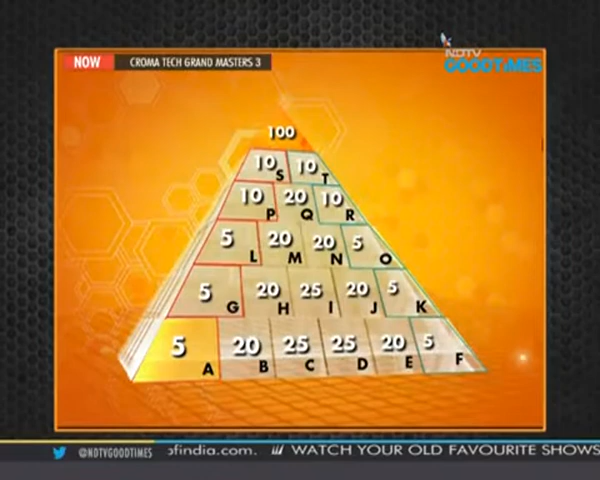 NDTV
GOODTiMES
NOW CROMA TECH GRAND MASTERS 3
100
10 S 10 T
10 P 20 Q 10 R
5 L 20 M 20 N 5 O
5 G 20 H 25 I 20 J 5 K
5 A 20 B 25 C 25 D 20 E 5 F
@NDTVGOODTIMES ofindia.com. WATCH YOUR OLD FAVOURITE SHOWS